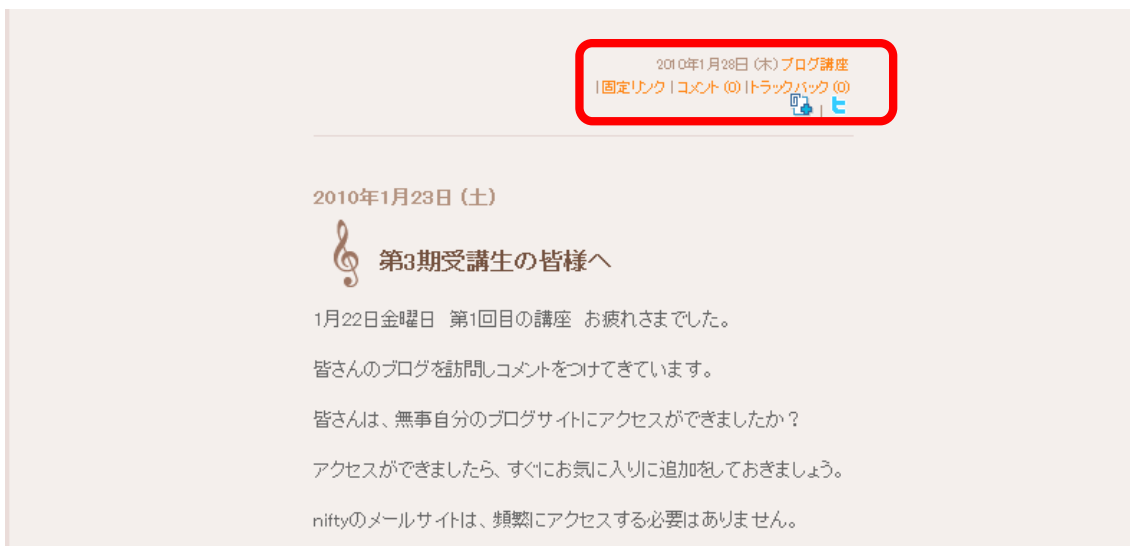 2010年1月28日 (木) ブログ講座
| 固定リンク | コメント (0) | トラックバック (0)
|
2010年1月23日 (土)
第3期受講生の皆様へ
1月22日金曜日　第1回目の講座　お疲れさまでした。
皆さんのブログを訪問しコメントをつけてきています。
皆さんは、無事自分のブログサイトにアクセスができましたか？
アクセスができましたら、すぐにお気に入りに追加をしておきましょう。
niftyのメールサイトは、頻繁にアクセスする必要はありません。